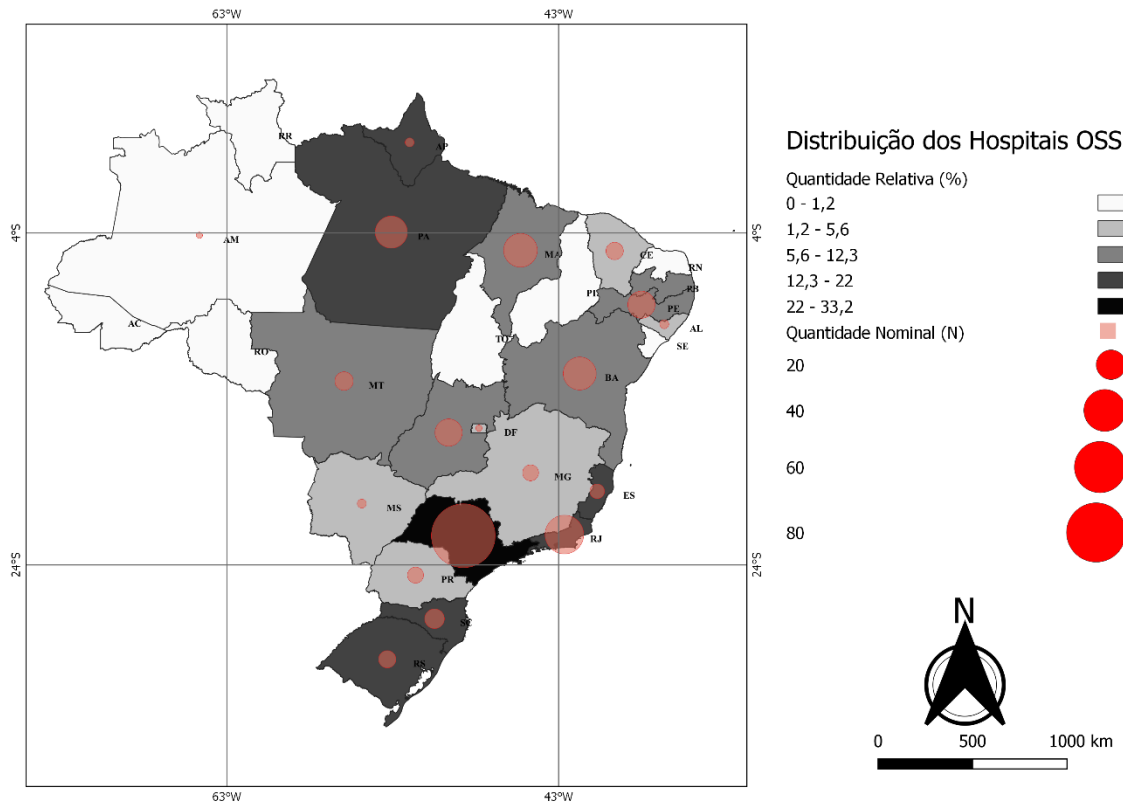 63°W 43°W
RR
AP
4°S 4°S
AM
PA
MA
CE
RN
PB
PI
PE
AL
SE
AC
RO
TO
MT
BA
DF
MG
ES
MS
RJ
24°S 24°S
PR
SC
RS
63°W 43°W
Distribuição dos Hospitais OSS
Quantidade Relativa (%)
0 - 1,2
1,2 - 5,6
5,6 - 12,3
12,3 - 22
22 - 33,2
Quantidade Nominal (N)
20
40
60
80
N
0 500 1000 km